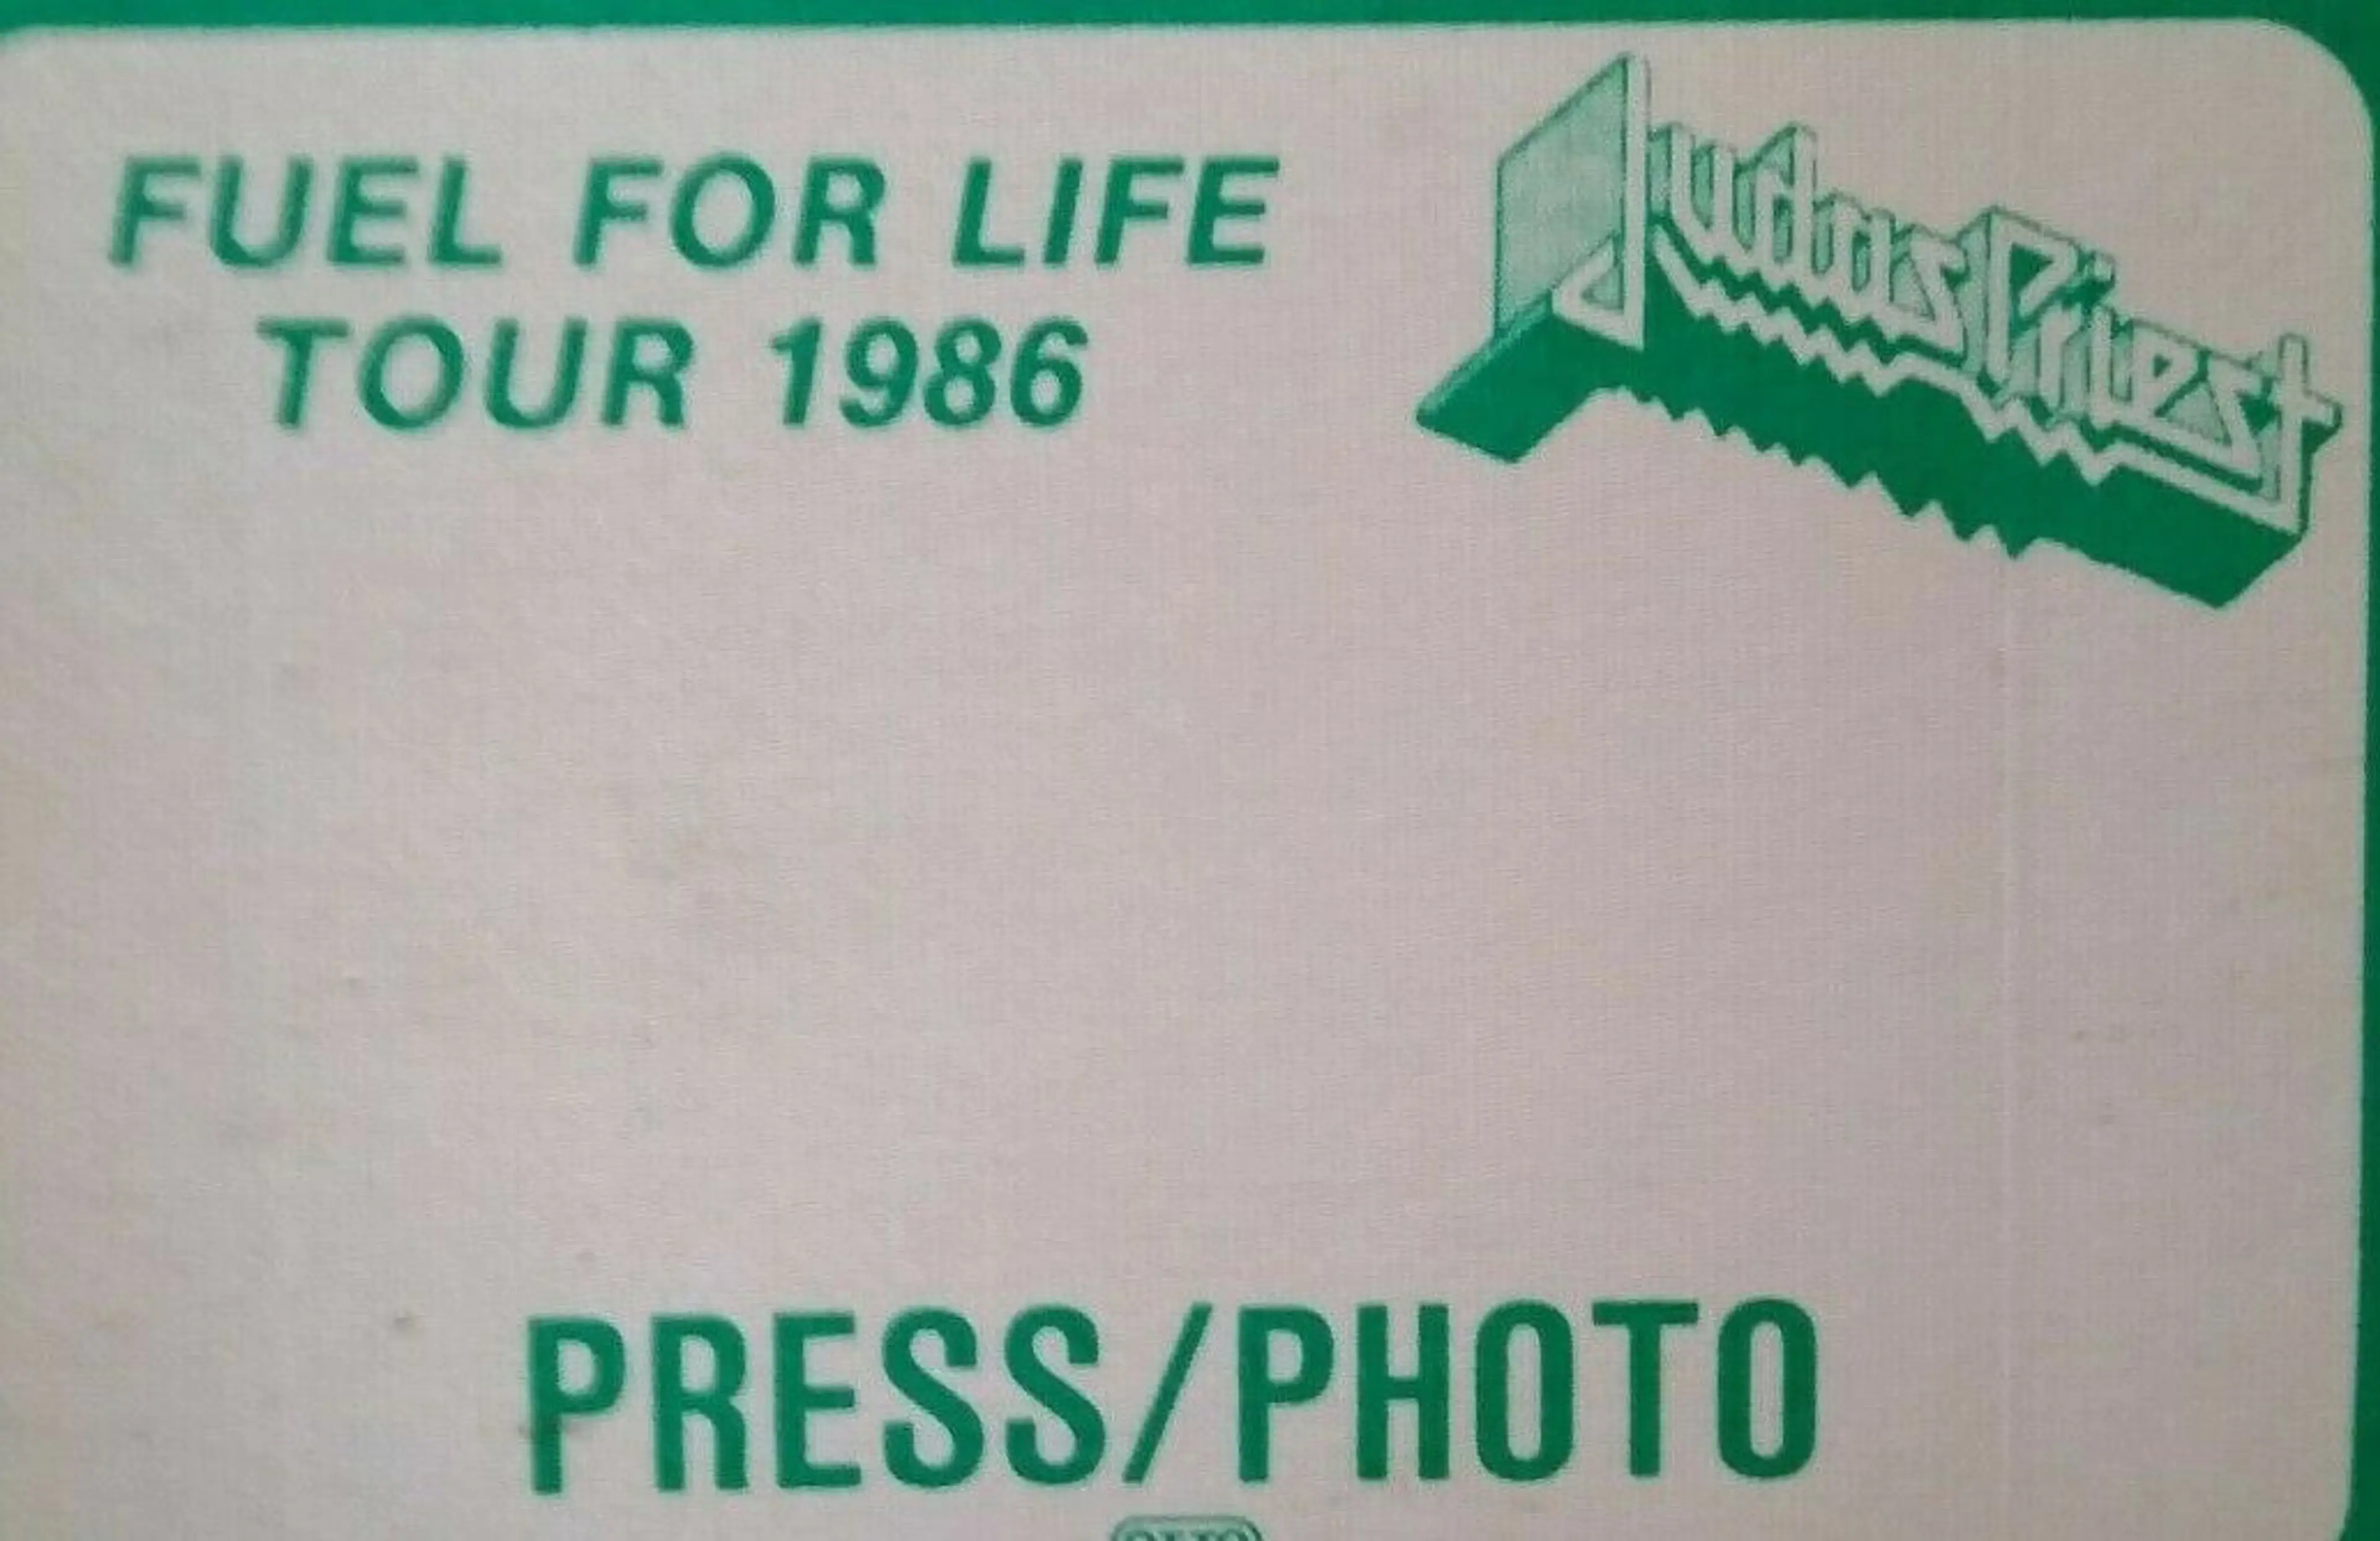 FUEL FOR LIFE
TOUR 1986
Judas Priest
PRESS/PHOTO